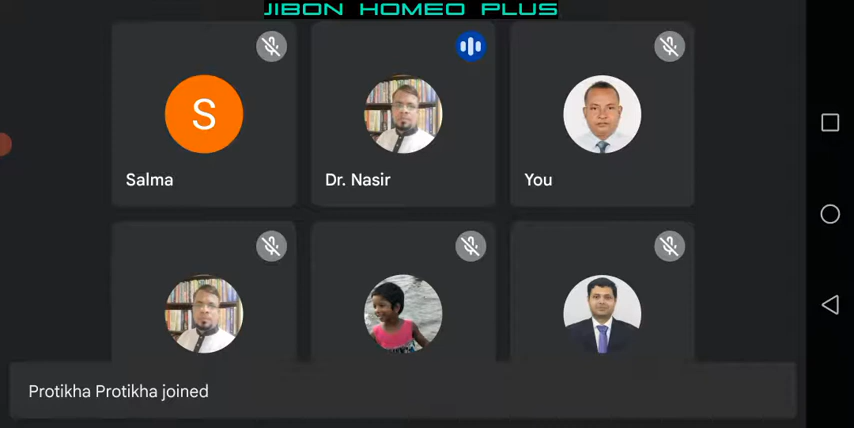 JIBON HOMEO PLUS
S
Salma
Dr. Nasir
You
Protikha Protikha joined